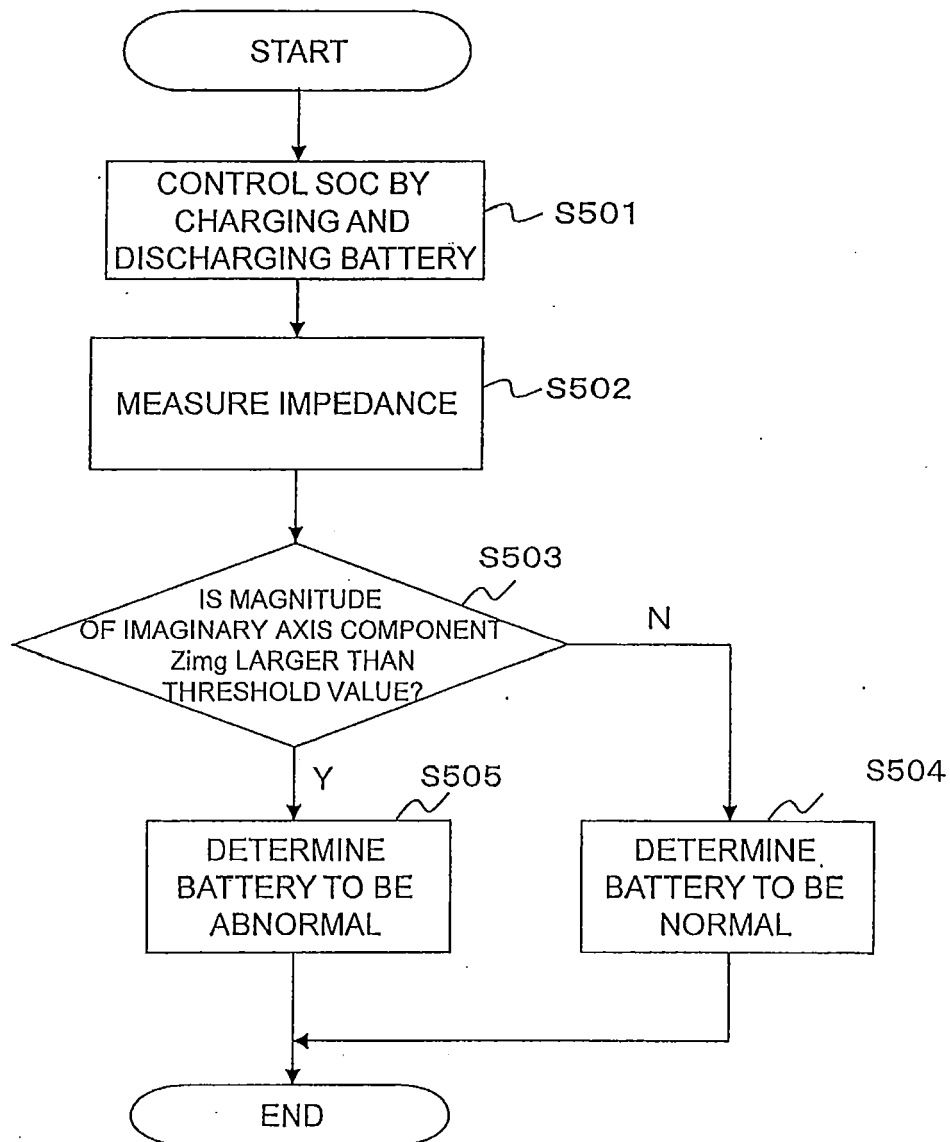 START
CONTROL SOC BY
CHARGING AND
DISCHARGING BATTERY
S501
MEASURE IMPEDANCE
S502
S503
IS MAGNITUDE
OF IMAGINARY AXIS COMPONENT
Zimg LARGER THAN
THRESHOLD VALUE?
N
Y
S505
S504
DETERMINE
BATTERY TO BE
ABNORMAL
DETERMINE
BATTERY TO BE
NORMAL
END